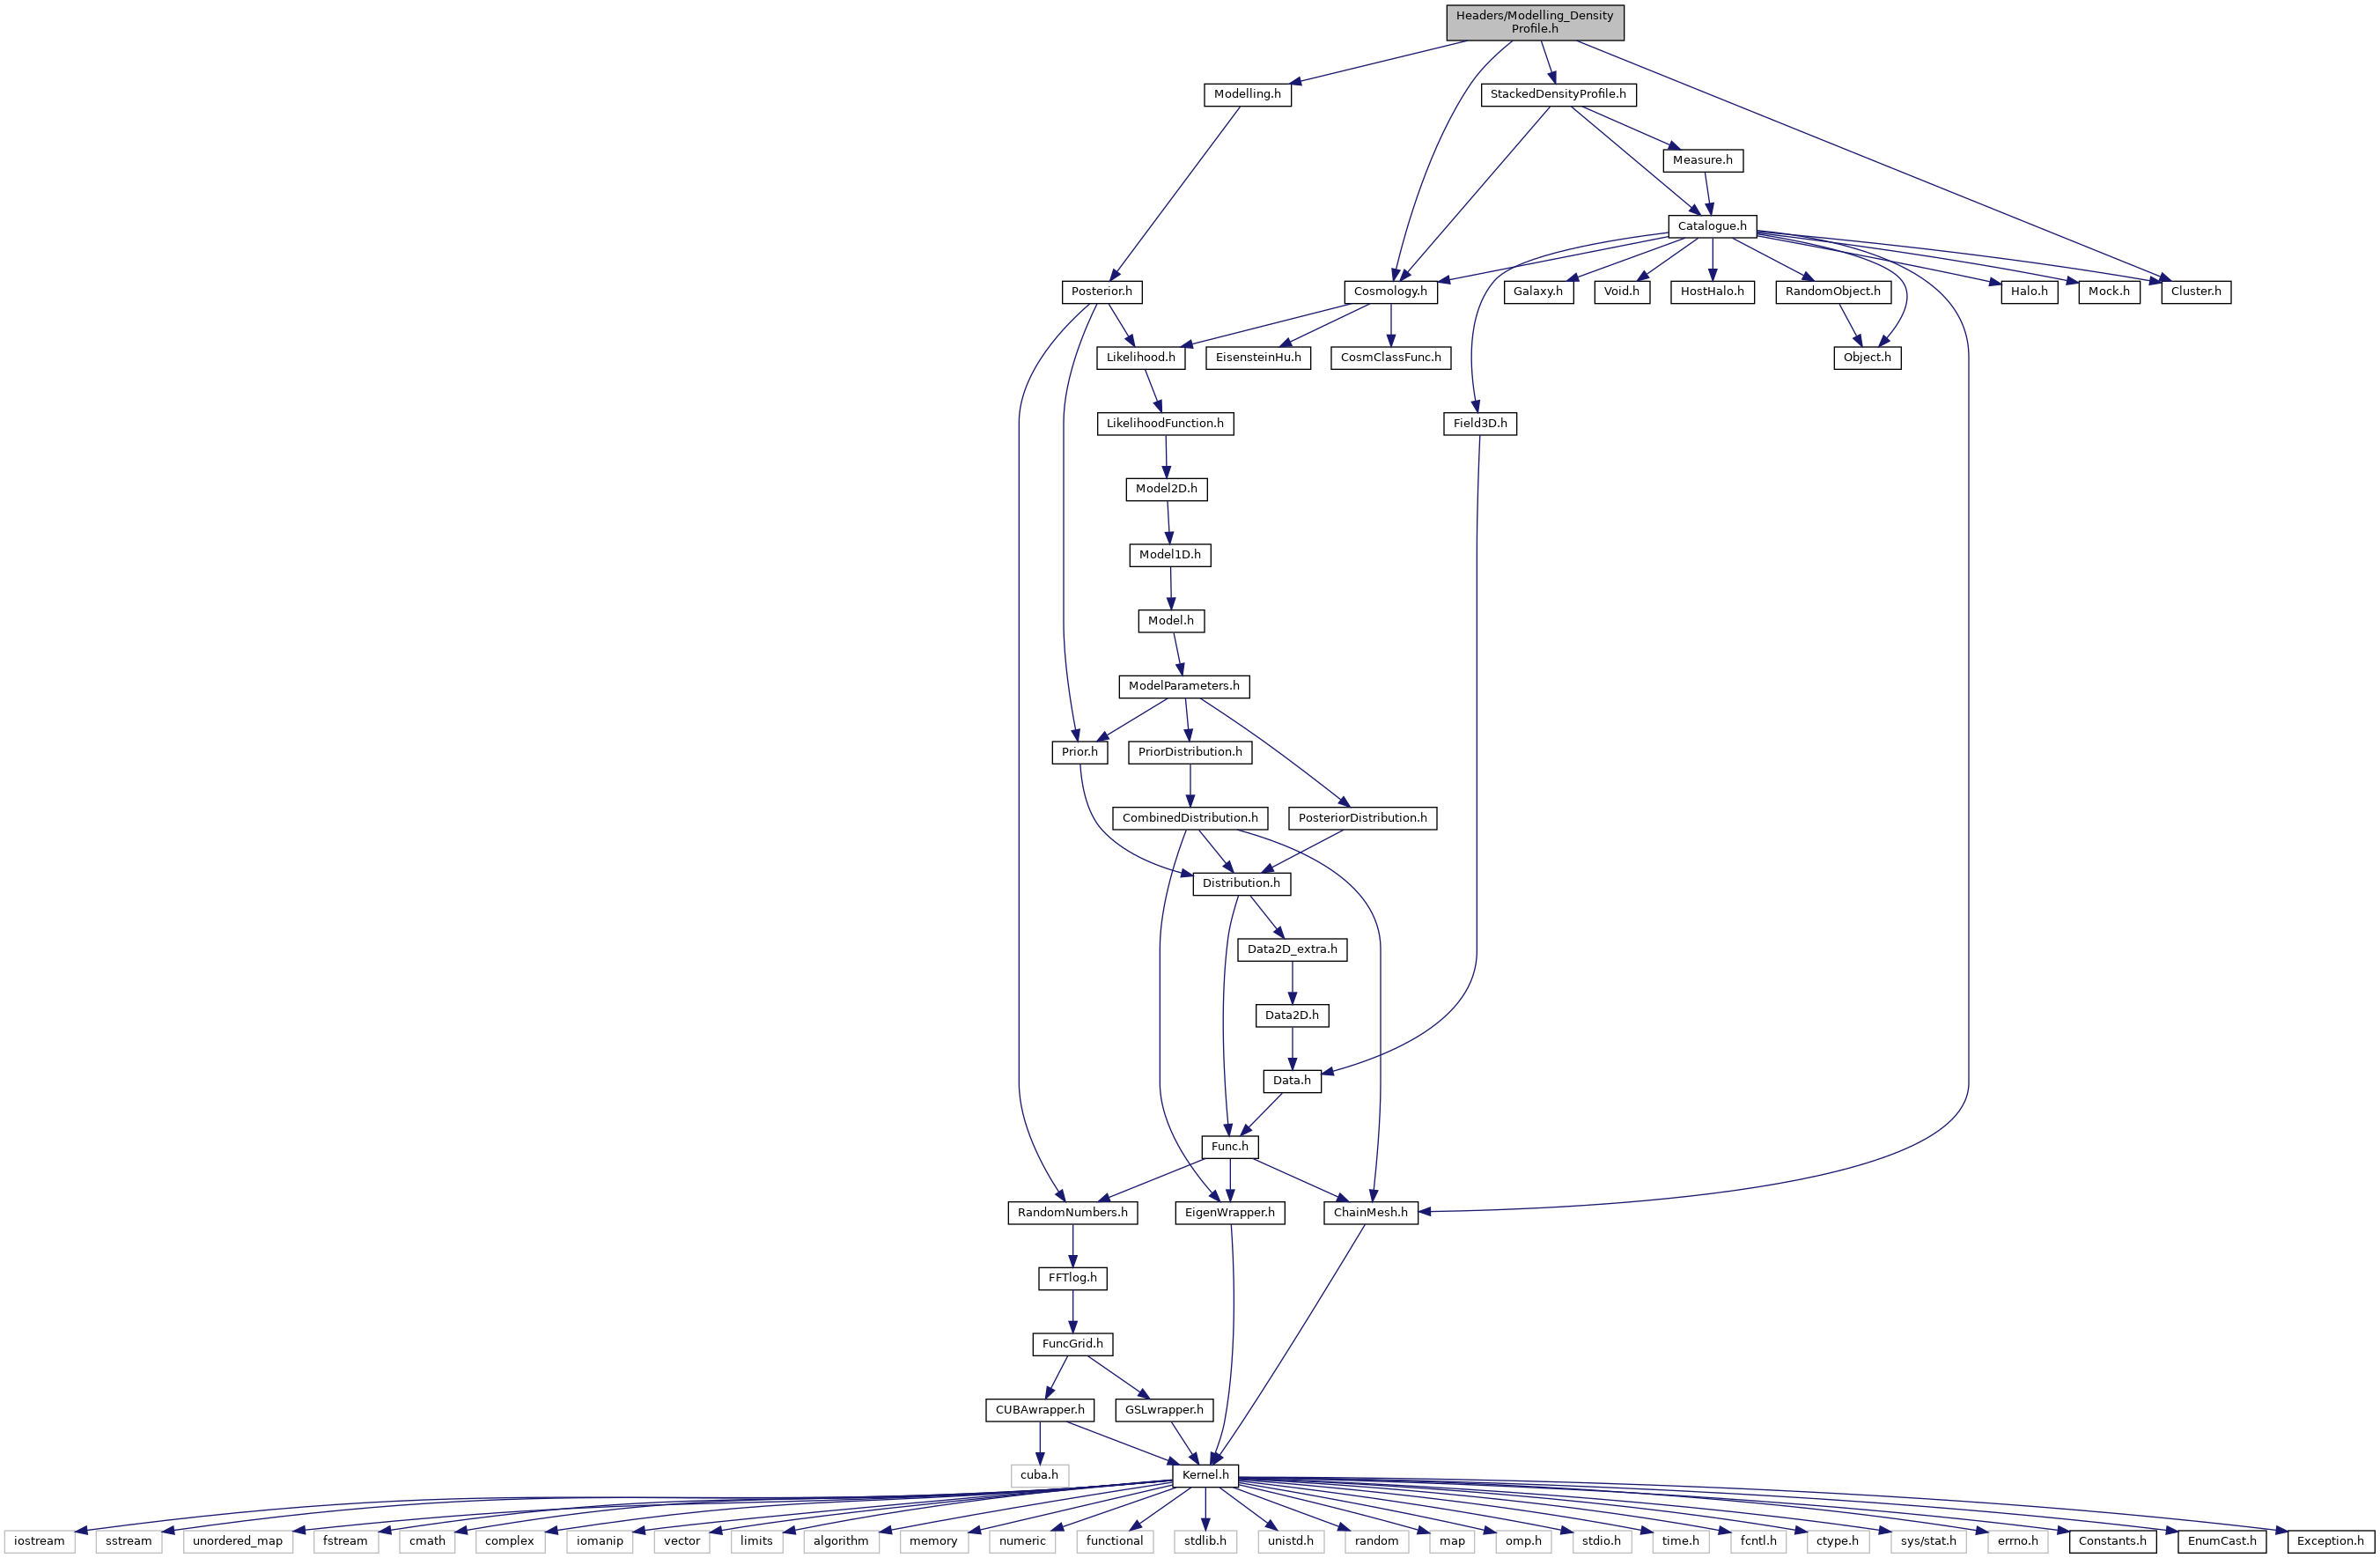 Headers/Modelling_Density
Profile.h
Modelling.h
StackedDensityProfile.h
Measure.h
Catalogue.h
Posterior.h
Cosmology.h
Galaxy.h
Void.h
HostHalo.h
RandomObject.h
Halo.h
Mock.h
Cluster.h
Likelihood.h
EisensteinHu.h
CosmClassFunc.h
Object.h
LikelihoodFunction.h
Field3D.h
Model2D.h
Model1D.h
Model.h
ModelParameters.h
Prior.h
PriorDistribution.h
CombinedDistribution.h
PosteriorDistribution.h
Distribution.h
Data2D_extra.h
Data2D.h
Data.h
Func.h
RandomNumbers.h
EigenWrapper.h
ChainMesh.h
FFTlog.h
FuncGrid.h
CUBAwrapper.h
GSLwrapper.h
cuba.h
Kernel.h
iostream
sstream
unordered_map
fstream
cmath
complex
iomanip
vector
limits
algorithm
memory
numeric
functional
stdlib.h
unistd.h
random
map
omp.h
stdio.h
time.h
fcntl.h
ctype.h
sys/stat.h
errno.h
Constants.h
EnumCast.h
Exception.h